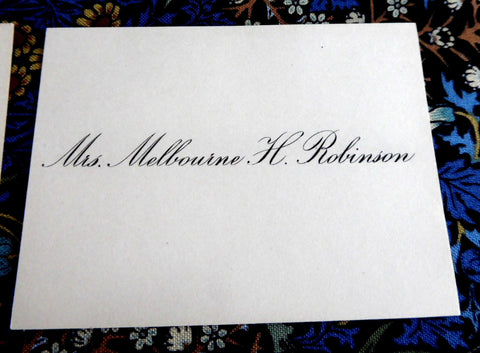 Mrs. Melbourne H. Robinson